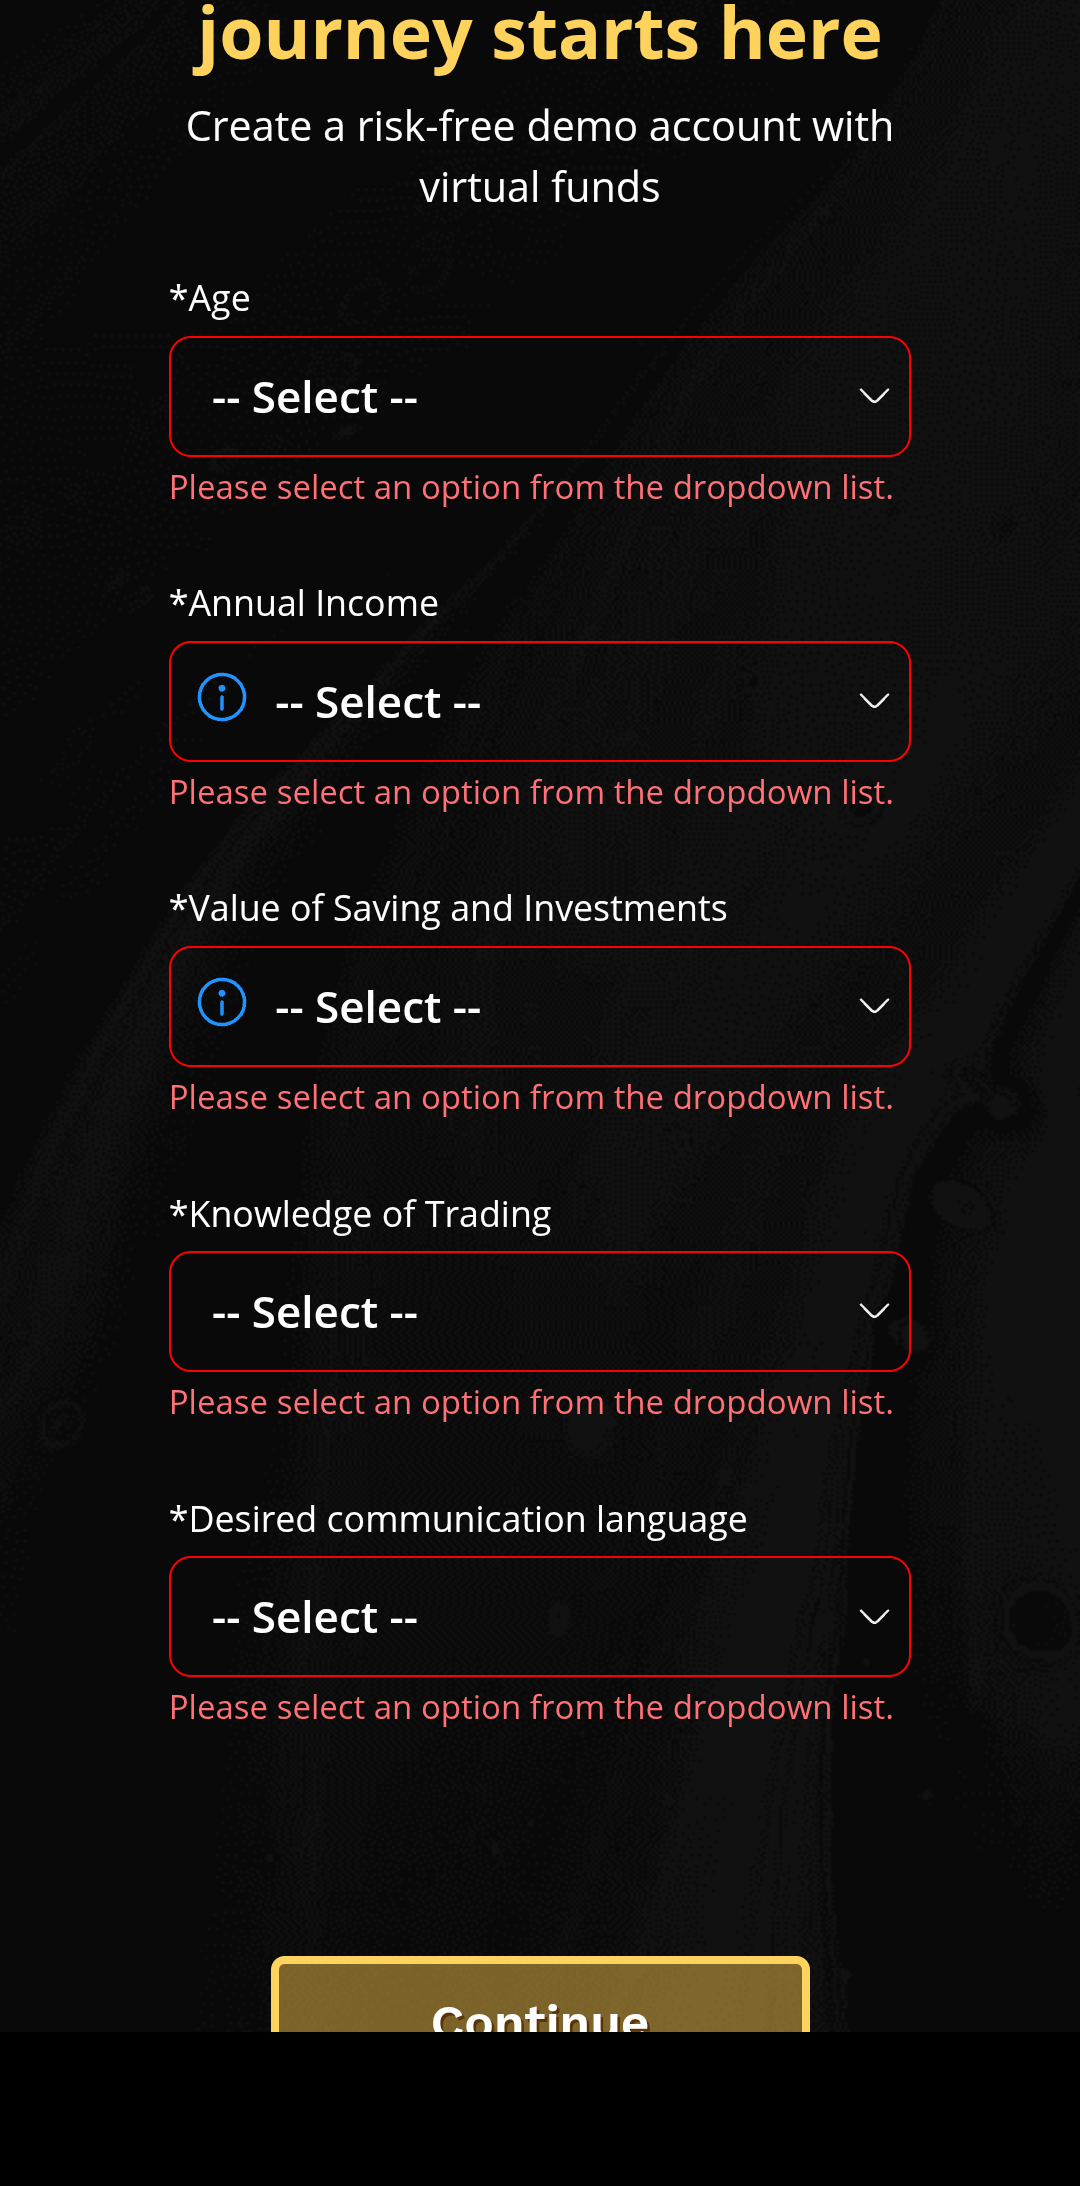 journey starts here
Create a risk-free demo account with
virtual funds
*Age
-- Select --
Please select an option from the dropdown list.
*Annual Income
-- Select --
Please select an option from the dropdown list.
*Value of Saving and Investments
-- Select --
Please select an option from the dropdown list.
*Knowledge of Trading
-- Select --
Please select an option from the dropdown list.
*Desired communication language
-- Select --
Please select an option from the dropdown list.
Continue